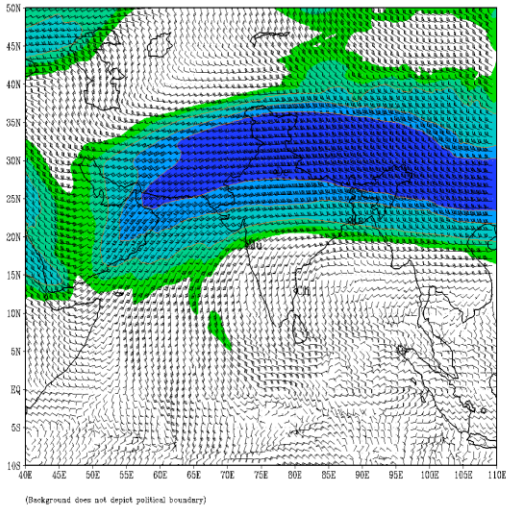 50N
45N
40N
35N
30N
25N
20N
15N
10N
5N
EQ
5S
10S
40E 45E 50E 55E 60E 65E 70E 75E 80E 85E 90E 95E 100E 105E 110E
(Background does not depict political boundary)